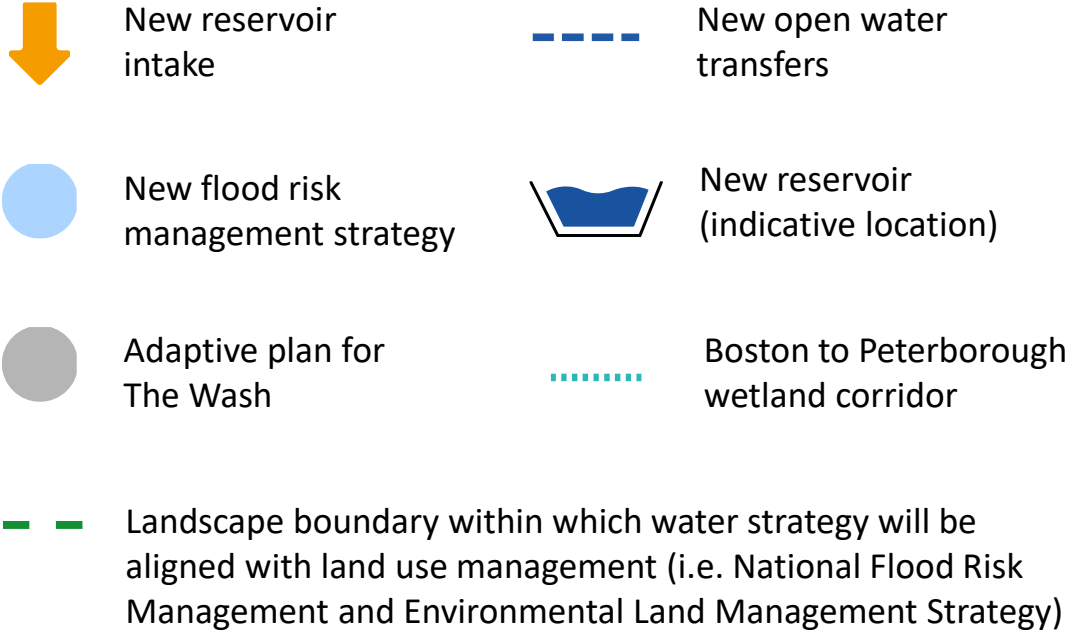 New reservoir
intake
New open water
transfers
New flood risk
management strategy
New reservoir
(indicative location)
Adaptive plan for
The Wash
Boston to Peterborough
wetland corridor
Landscape boundary within which water strategy will be
aligned with land use management (i.e. National Flood Risk
Management and Environmental Land Management Strategy)